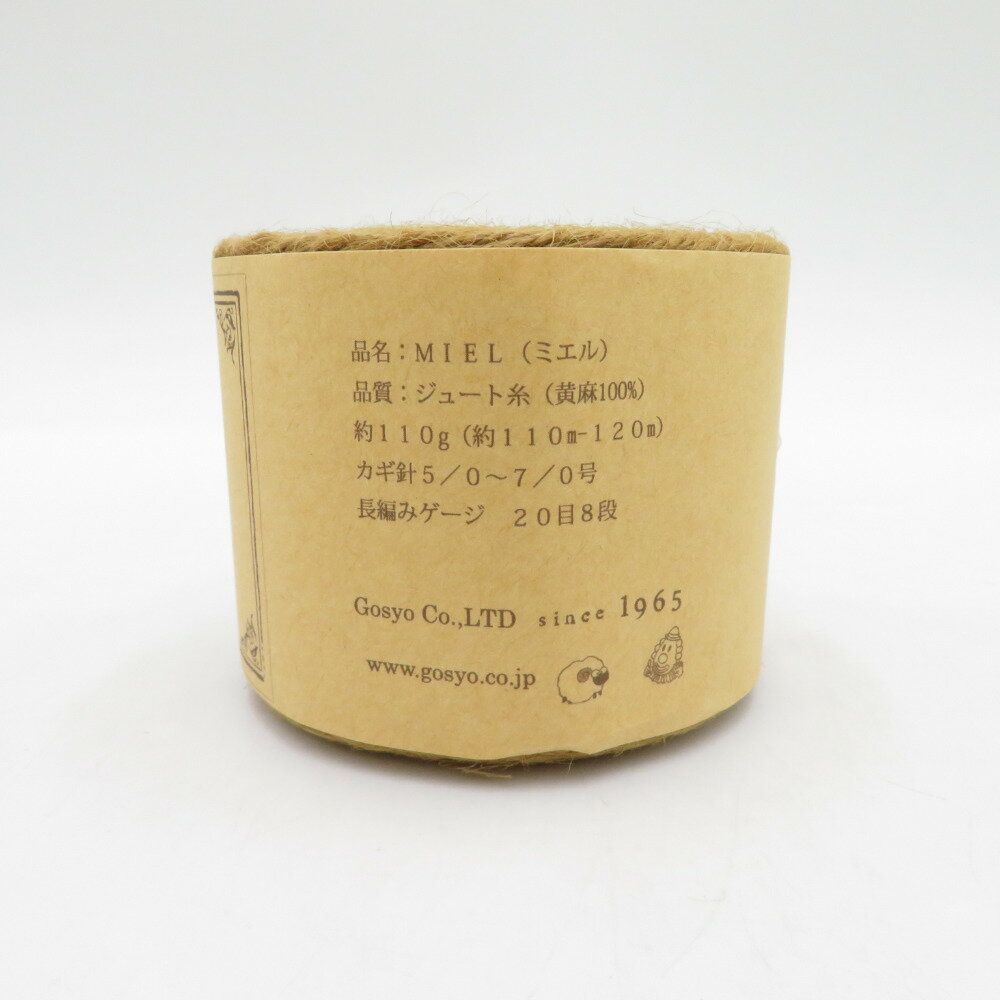 品名：ＭＩＥＬ（ミエル）
品質：ジュート糸（黄麻100%）
約１１０g（約１１０m-１２０m）
カギ針５／０～７／０号
長編みゲージ　２０目８段
Gosyo Co.,LTD since 1965
www.gosyo.co.jp